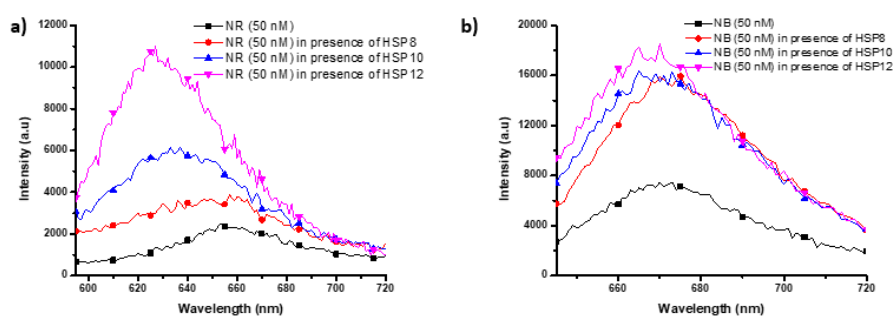 a)
NR (50 nM)
NR (50 nM) in presence of HSP8
NR (50 nM) in presence of HSP10
NR (50 nM) in presence of HSP12
12000
10000
8000
6000
4000
2000
0
Intensity (a.u)
600
620
640
660
680
700
720
Wavelength (nm)
b)
NB (50 nM)
NB (50 nM) in presence of HSP8
NB (50 nM) in presence of HSP10
NB (50 nM) in presence of HSP12
20000
16000
12000
8000
4000
0
Intensity (a.u)
660
680
700
720
Wavelength (nm)